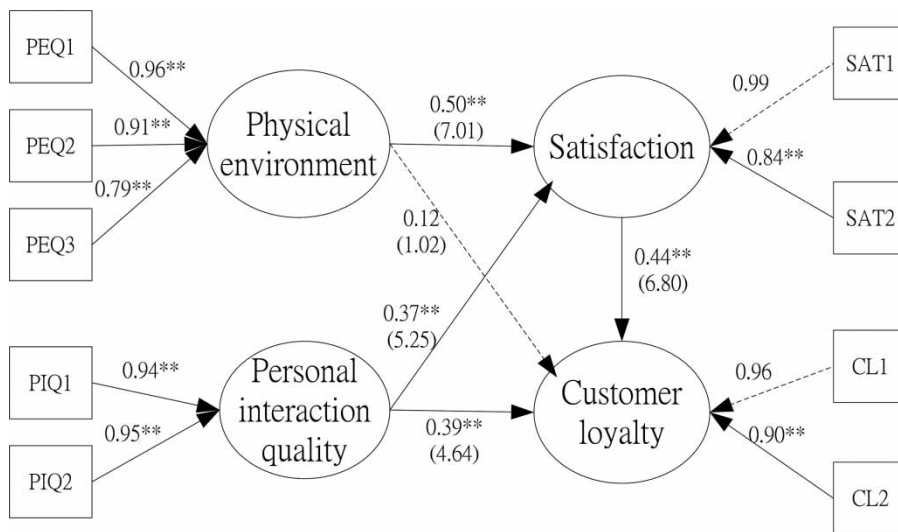 PEQ1
PEQ2
PEQ3
0.96**
0.91**
0.79**
Physical
environment
0.50**
(7.01)
Satisfaction
0.99
0.84**
SAT1
SAT2
0.12
(1.02)
0.44**
(6.80)
0.37**
(5.25)
PIQ1
PIQ2
0.94**
0.95**
Personal
interaction
quality
0.39**
(4.64)
Customer
loyalty
0.96
0.90**
CL1
CL2